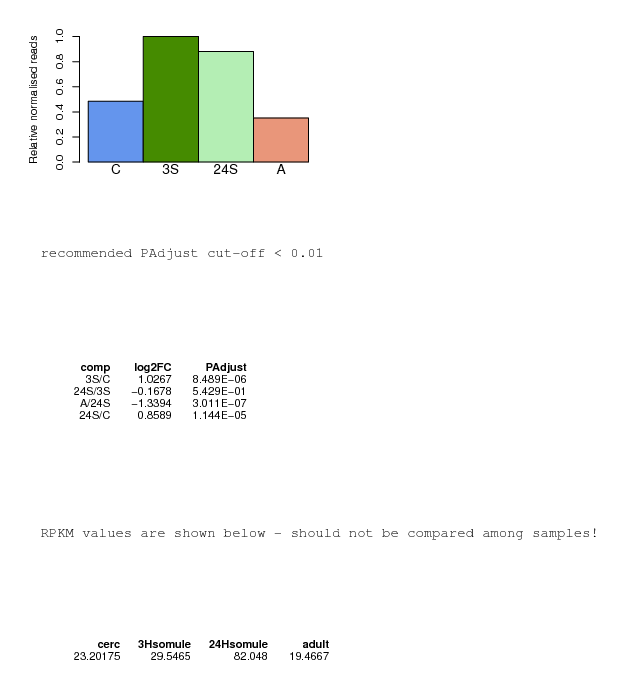 Relative normalised reads
1.0
0.8
0.6
0.4
0.2
0.0
C 3S 24S A
recommended PAdjust cut-off < 0.01
comp log2FC PAdjust
3S/C 1.0267 8.489E−06
24S/3S −0.1678 5.429E−01
A/24S −1.3394 3.011E−07
24S/C 0.8589 1.144E−05
RPKM values are shown below - should not be compared among samples!
cerc 3Hsomule 24Hsomule adult
23.20175 29.5465 82.048 19.4667